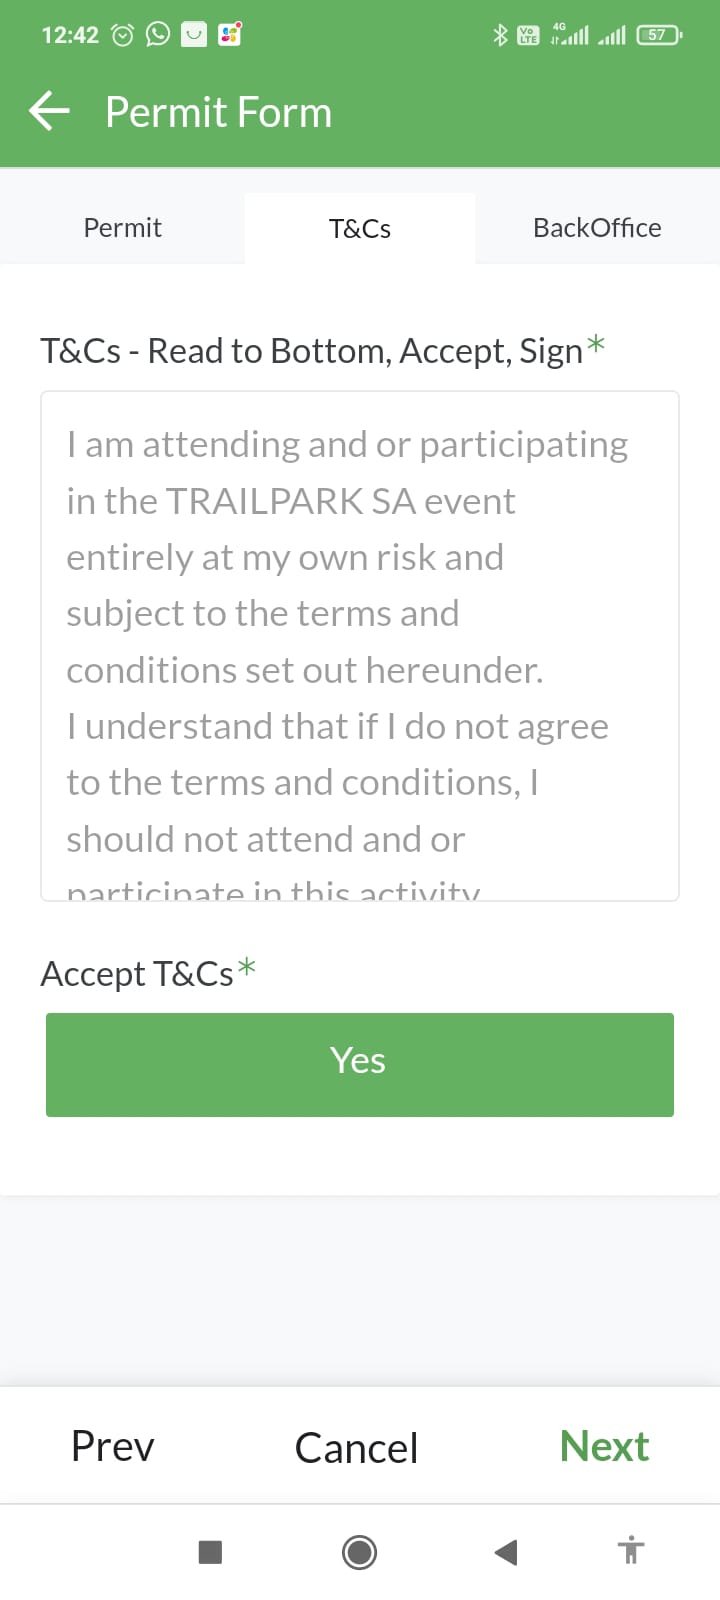 12:42
Vo LTE 4G 57
Permit Form
Permit T&Cs BackOffice
T&Cs - Read to Bottom, Accept, Sign*
I am attending and or participating
in the TRAILPARK SA event
entirely at my own risk and
subject to the terms and
conditions set out hereunder.
I understand that if I do not agree
to the terms and conditions, I
should not attend and or
participate in this activity
Accept T&Cs*
Yes
Prev Cancel Next